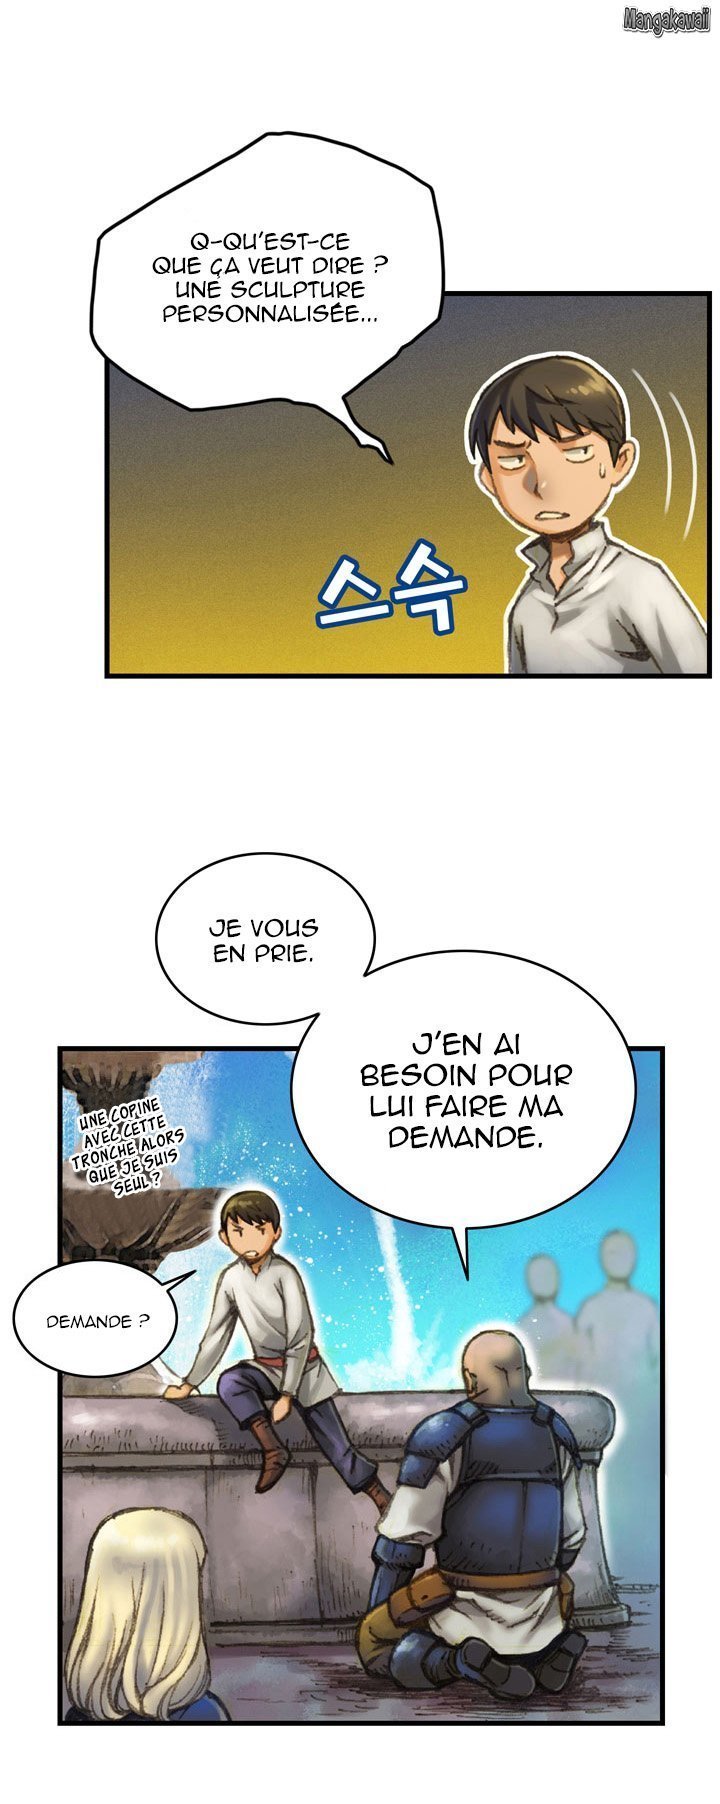 Mangakawaii
Q-QU'EST-CE
QUE ÇA VEUT DIRE ?
UNE SCULPTURE
PERSONNALISÉE...
스슥
JE VOUS
EN PRIE.
J'EN AI
BESOIN POUR
LUI FAIRE MA
DEMANDE.
UNE COPINE
AVEC CETTE
TRONCHE ALORS
QUE JE SUIS
SEUL ?
DEMANDE ?